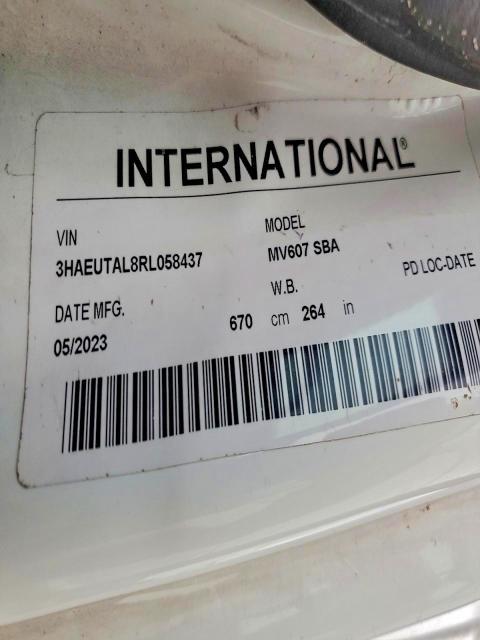 INTERNATIONAL®
VIN
MODEL
3HAEUTAL8RL058437
MV607 SBA
DATE MFG.
W.B.
PD LOC-DATE
05/2023
670 cm 264 in